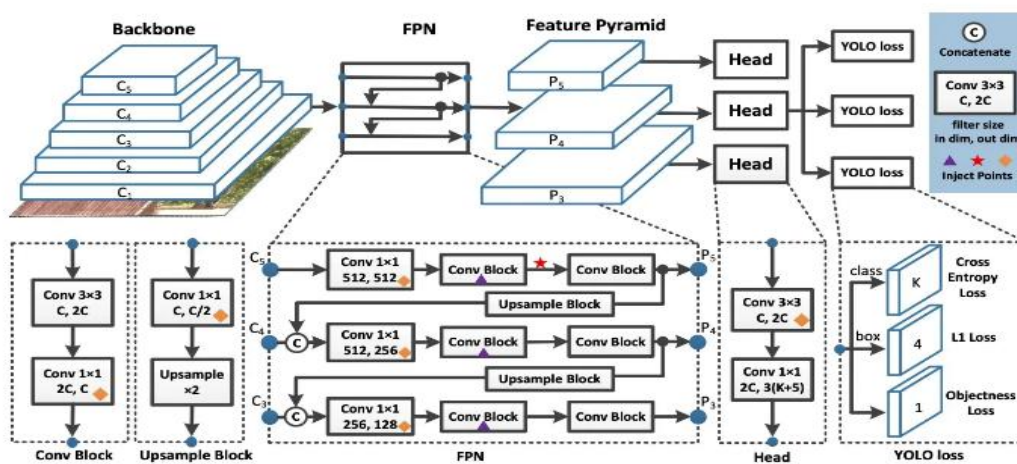 Backbone
FPN
Feature Pyramid
C5
C4
C3
C2
C1
P5
P4
P3
Head
Head
Head
YOLO loss
YOLO loss
YOLO loss
C
Concatenate
Conv 3×3
C, 2C
filter size
in dim, out dim
Inject Points
Conv 3×3
C, 2C
Conv 1×1
2C, C
Conv Block
Conv 1×1
C, C/2
Upsample
×2
Upsample Block
C5
Conv 1×1
512, 512
Conv Block
Conv Block
P5
Upsample Block
C4
C
Conv 1×1
512, 256
Conv Block
Conv Block
P4
Upsample Block
C3
C
Conv 1×1
256, 128
Conv Block
Conv Block
P3
FPN
Conv 3×3
C, 2C
Conv 1×1
2C, 3(K+5)
Head
class
K
Cross
Entropy
Loss
box
4
L1 Loss
1
Objectness
Loss
YOLO loss